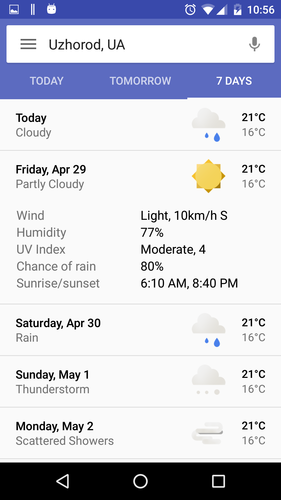 10:56
Uzhorod, UA
TODAY TOMORROW 7 DAYS
Today 21°C
Cloudy 16°C
Friday, Apr 29 21°C
Partly Cloudy 16°C
Wind Light, 10km/h S
Humidity 77%
UV Index Moderate, 4
Chance of rain 80%
Sunrise/sunset 6:10 AM, 8:40 PM
Saturday, Apr 30 21°C
Rain 16°C
Sunday, May 1 21°C
Thunderstorm 16°C
Monday, May 2 21°C
Scattered Showers 16°C